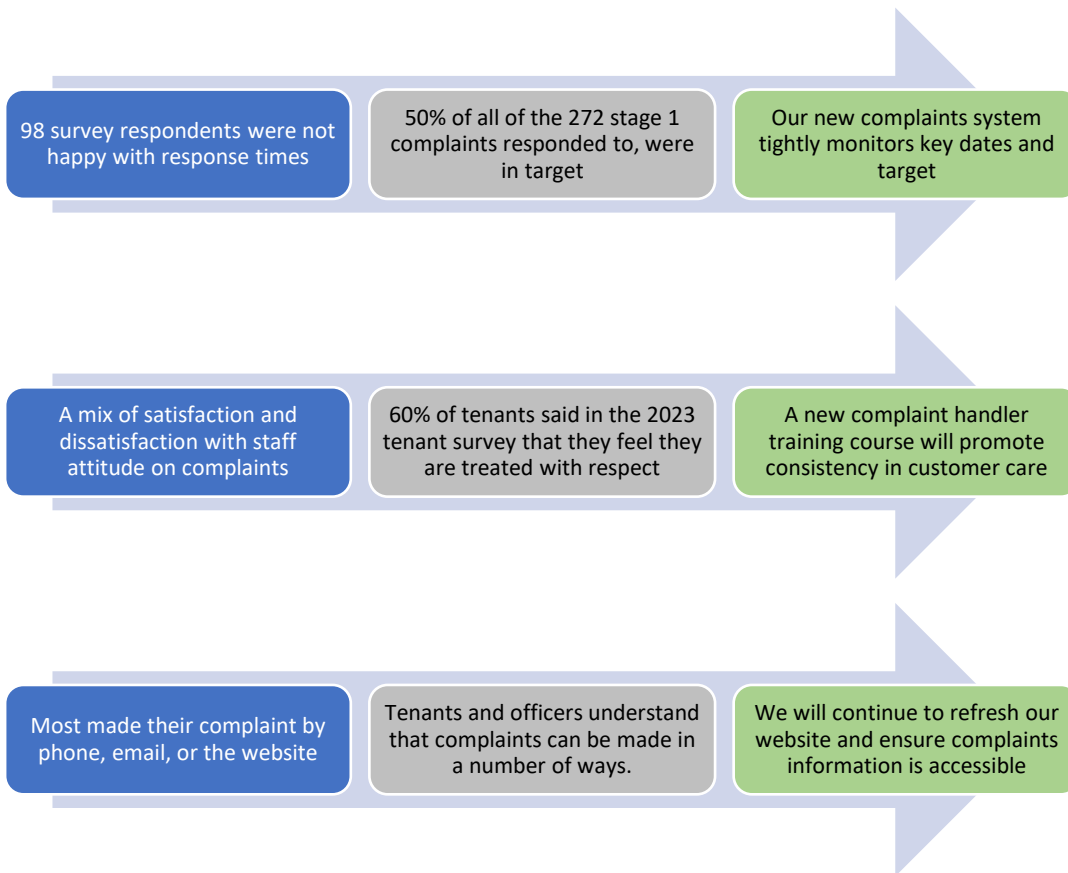 98 survey respondents were not
happy with response times
50% of all of the 272 stage 1
complaints responded to, were
in target
Our new complaints system
tightly monitors key dates and
target
A mix of satisfaction and
dissatisfaction with staff
attitude on complaints
60% of tenants said in the 2023
tenant survey that they feel they
are treated with respect
A new complaint handler
training course will promote
consistency in customer care
Most made their complaint by
phone, email, or the website
Tenants and officers understand
that complaints can be made in
a number of ways.
We will continue to refresh our
website and ensure complaints
information is accessible